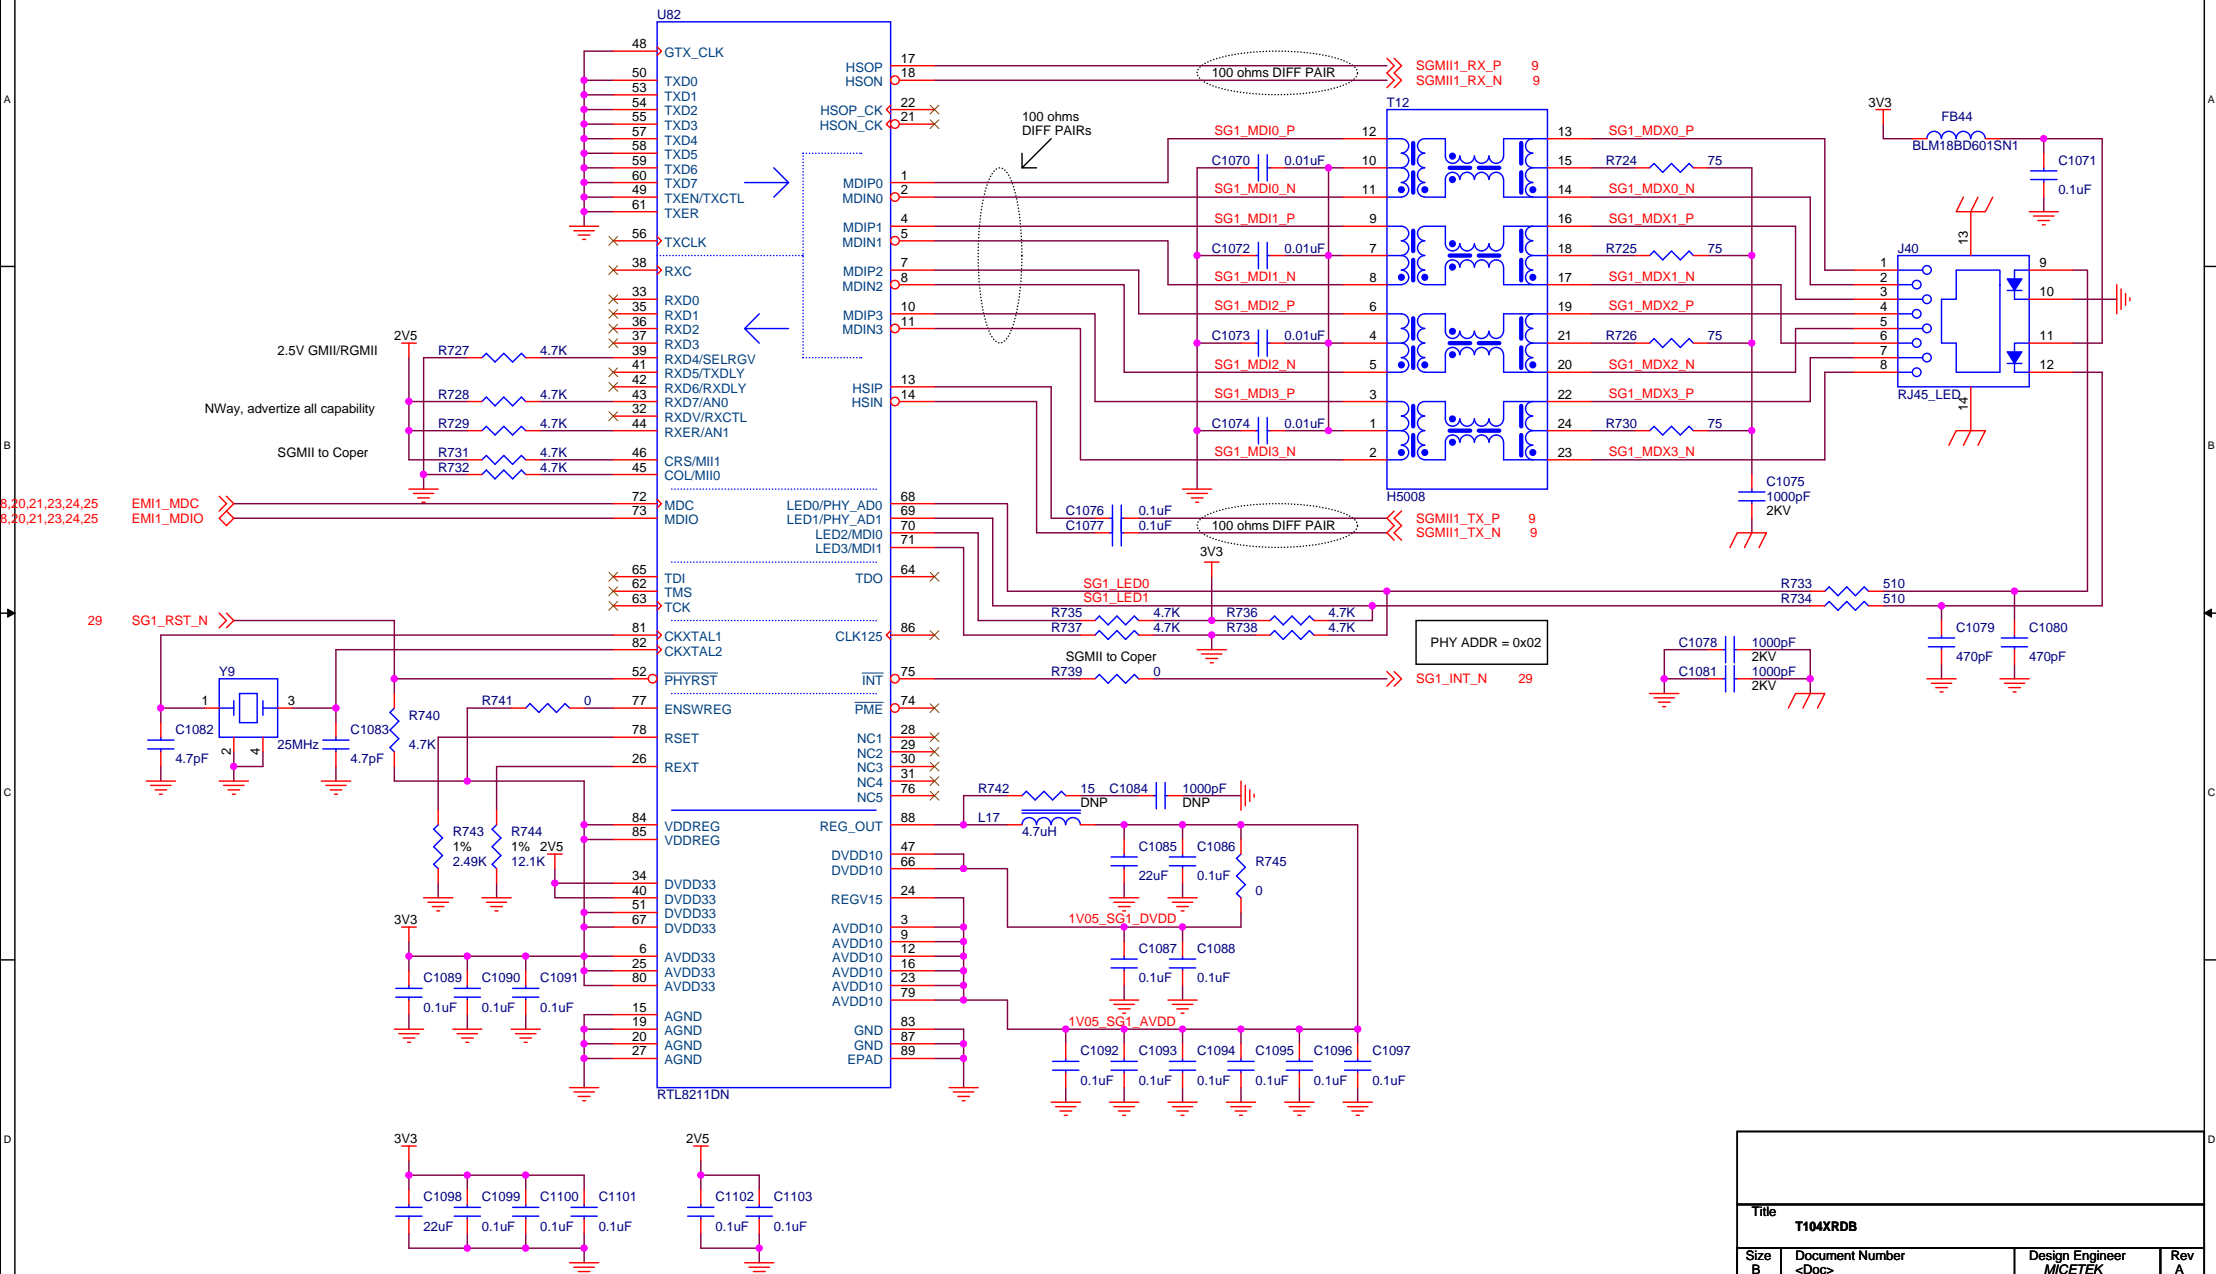 U82
48 GTX_CLK
50 TXD0
53 TXD1
54 TXD2
55 TXD3
57 TXD4
58 TXD5
59 TXD6
60 TXD7
49 TXEN/TXCTL
61 TXER
56 TXCLK
38 RXC
33 RXD0
35 RXD1
36 RXD2
37 RXD3
39 RXD4/SELRGV
41 RXD5/TXDLY
42 RXD6/RXDLY
43 RXD7/AN0
32 RXDV/RXCTL
44 RXER/AN1
46 CRS/MII1
45 COL/MII0
72 MDC
73 MDIO
65 TDI
62 TMS
63 TCK
81 CKXTAL1
82 CKXTAL2
52 PHYRST
77 ENSWREG
78 RSET
26 REXT
84 VDDREG
85 VDDREG
34 DVDD33
40 DVDD33
51 DVDD33
67 DVDD33
6 AVDD33
25 AVDD33
80 AVDD33
15 AGND
19 AGND
20 AGND
27 AGND
RTL8211DN
HSOP 17
HSON 18
HSOP_CK 22
HSON_CK 21
MDIP0 1
MDIN0 2
MDIP1 4
MDIN1 5
MDIP2 7
MDIN2 8
MDIP3 10
MDIN3 11
HSIP 13
HSIN 14
LED0/PHY_AD0 68
LED1/PHY_AD1 69
LED2/MDI0 70
LED3/MDI1 71
TDO 64
CLK125 86
INT 75
PME 74
NC1 28
NC2 29
NC3 30
NC4 31
NC5 76
REG_OUT 88
DVDD10 47
DVDD10 66
REGV15 24
AVDD10 3
AVDD10 9
AVDD10 12
AVDD10 16
AVDD10 23
AVDD10 79
GND 83
GND 87
EPAD 89
2.5V GMII/RGMII
2V5
R727 4.7K
R728 4.7K
NWay, advertize all capability
R729 4.7K
SGMII to Coper
R731 4.7K
R732 4.7K
8,20,21,23,24,25 EMI1_MDC
8,20,21,23,24,25 EMI1_MDIO
29 SG1_RST_N
Y9
1 3
2 4
25MHz
C1082 4.7pF
C1083 4.7pF
R740 4.7K
R741 0
R743 1% 2.49K
R744 1% 12.1K
2V5
3V3
C1089 0.1uF
C1090 0.1uF
C1091 0.1uF
3V3
C1098 22uF
C1099 0.1uF
C1100 0.1uF
C1101 0.1uF
2V5
C1102 0.1uF
C1103 0.1uF
100 ohms DIFF PAIR
SGMII1_RX_P 9
SGMII1_RX_N 9
100 ohms
DIFF PAIRs
T12
SG1_MDI0_P 12
C1070 0.01uF 10
SG1_MDI0_N 11
SG1_MDI1_P 9
C1072 0.01uF 7
SG1_MDI1_N 8
SG1_MDI2_P 6
C1073 0.01uF 4
SG1_MDI2_N 5
SG1_MDI3_P 3
C1074 0.01uF 1
SG1_MDI3_N 2
H5008
13 SG1_MDX0_P
15 R724 75
14 SG1_MDX0_N
16 SG1_MDX1_P
18 R725 75
17 SG1_MDX1_N
19 SG1_MDX2_P
21 R726 75
20 SG1_MDX2_N
22 SG1_MDX3_P
24 R730 75
23 SG1_MDX3_N
C1075
1000pF
2KV
3V3
FB44
BLM18BD601SN1
C1071
0.1uF
J40
1
2
3
4
5
6
7
8
9
10
11
12
13
14
RJ45_LED
C1076 0.1uF
C1077 0.1uF
100 ohms DIFF PAIR
SGMII1_TX_P 9
SGMII1_TX_N 9
3V3
SG1_LED0
SG1_LED1
R733 510
R734 510
R735 4.7K
R736 4.7K
R737 4.7K
R738 4.7K
PHY ADDR = 0x02
SGMII to Coper
R739 0
SG1_INT_N 29
C1078 1000pF
2KV
C1081 1000pF
2KV
C1079 470pF
C1080 470pF
R742 15
DNP
C1084 1000pF
DNP
L17 4.7uH
C1085 22uF
C1086 0.1uF
R745 0
1V05_SG1_DVDD
C1087 0.1uF
C1088 0.1uF
1V05_SG1_AVDD
C1092 0.1uF
C1093 0.1uF
C1094 0.1uF
C1095 0.1uF
C1096 0.1uF
C1097 0.1uF
A
B
C
D
A
B
C
D
Title
T104XRDB
Size Document Number Design Engineer Rev
B <Doc> MICETEK A